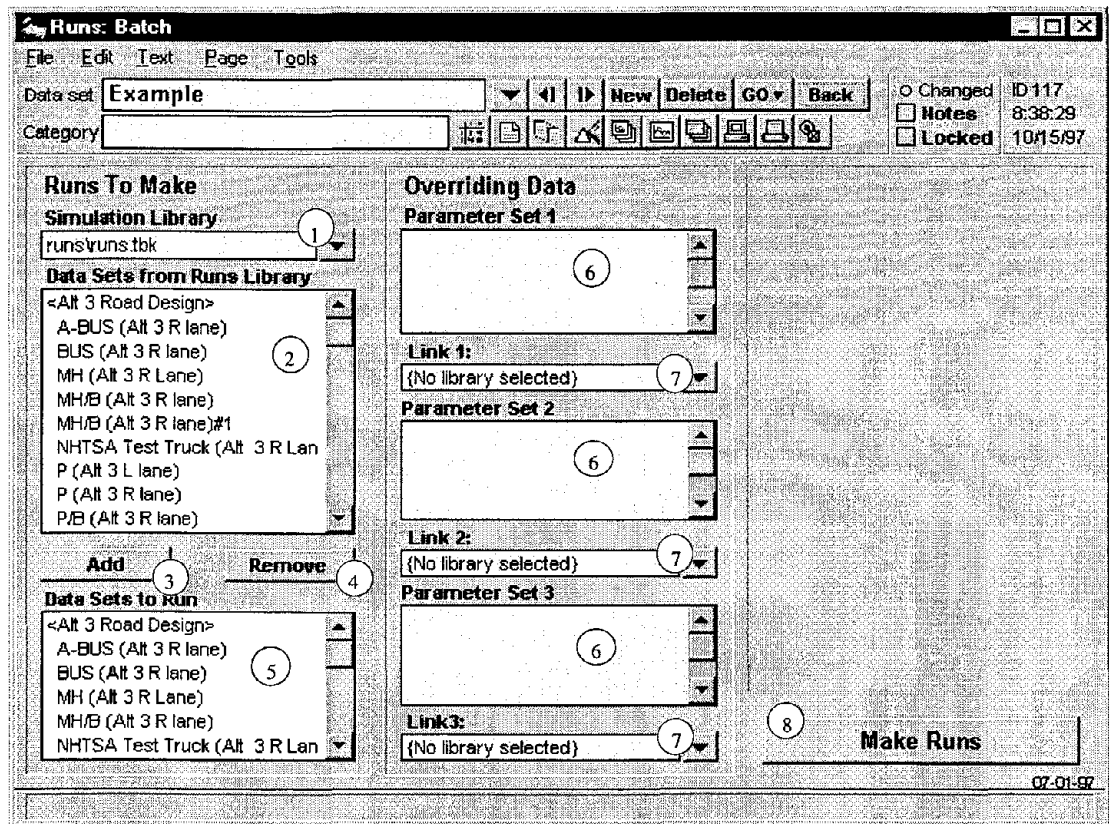 Runs: Batch
File Edit Text Page Tools
Data set Example New Delete GO Back Changed ID 117
Notes 8:38:29
Category Locked 10/15/97
Runs To Make
Simulation Library
1
runs\runs.tbk
Data Sets from Runs Library
<Alt 3 Road Design>
A-BUS (Alt 3 R lane)
BUS (Alt 3 R lane)
2
MH (Alt 3 R Lane)
MH/B (Alt 3 R lane)
MH/B (Alt 3 R lane)#1
NHTSA Test Truck (Alt 3 R Lan
P (Alt 3 L lane)
P (Alt 3 R lane)
P/B (Alt 3 R lane)
Add 3 Remove 4
Data Sets to Run
<Alt 3 Road Design>
A-BUS (Alt 3 R lane)
BUS (Alt 3 R lane)
5
MH (Alt 3 R Lane)
MH/B (Alt 3 R lane)
NHTSA Test Truck (Alt 3 R Lan
Overriding Data
Parameter Set 1
6
Link 1:
{No library selected} 7
Parameter Set 2
6
Link 2:
{No library selected} 7
Parameter Set 3
6
Link3:
{No library selected} 7
8
Make Runs
07-01-97